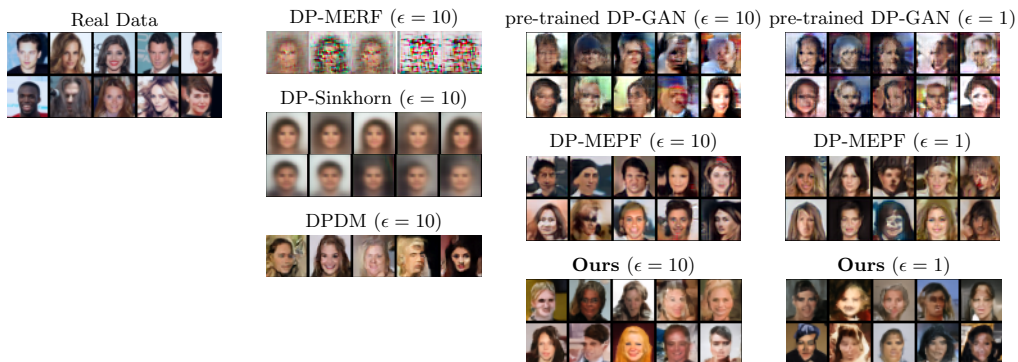 Real Data
DP-MERF (ϵ = 10)
DP-Sinkhorn (ϵ = 10)
DPDM (ϵ = 10)
pre-trained DP-GAN (ϵ = 10)
DP-MEPF (ϵ = 10)
Ours (ϵ = 10)
pre-trained DP-GAN (ϵ = 1)
DP-MEPF (ϵ = 1)
Ours (ϵ = 1)